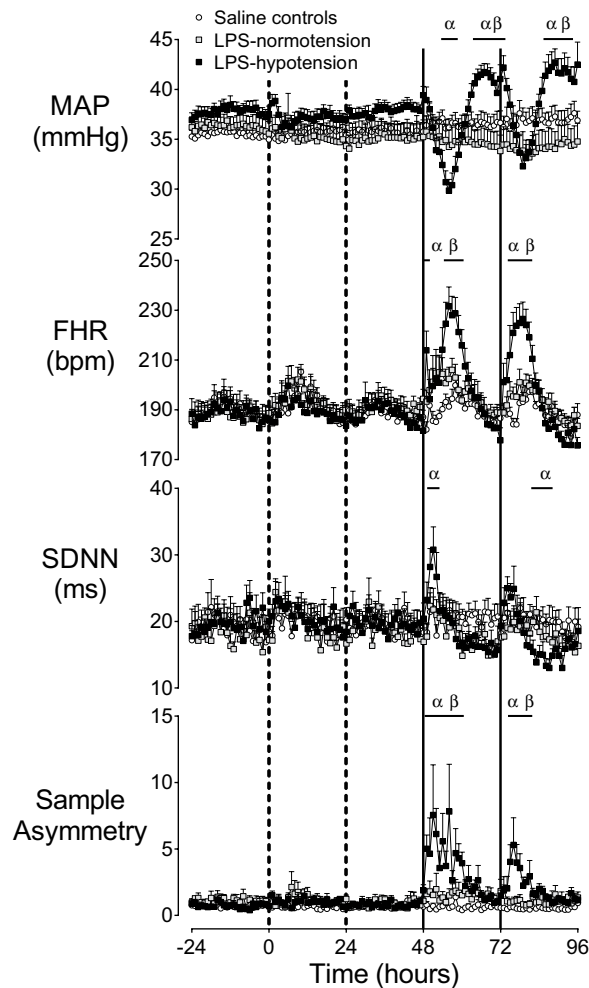 Saline controls
LPS-normotension
LPS-hypotension
α
αβ
αβ
45
40
35
30
25
MAP
(mmHg)
α β
α β
250
230
210
190
170
FHR
(bpm)
α
α
40
30
20
10
SDNN
(ms)
α β
α β
15
10
5
0
Sample
Asymmetry
-24 0 24 48 72 96
Time (hours)